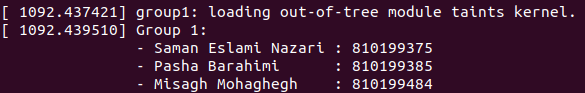 [ 1092.437421] group1: loading out-of-tree module taints kernel.
[ 1092.439510] Group 1:
- Saman Eslami Nazari : 810199375
- Pasha Barahimi : 810199385
- Misagh Mohaghegh : 810199484